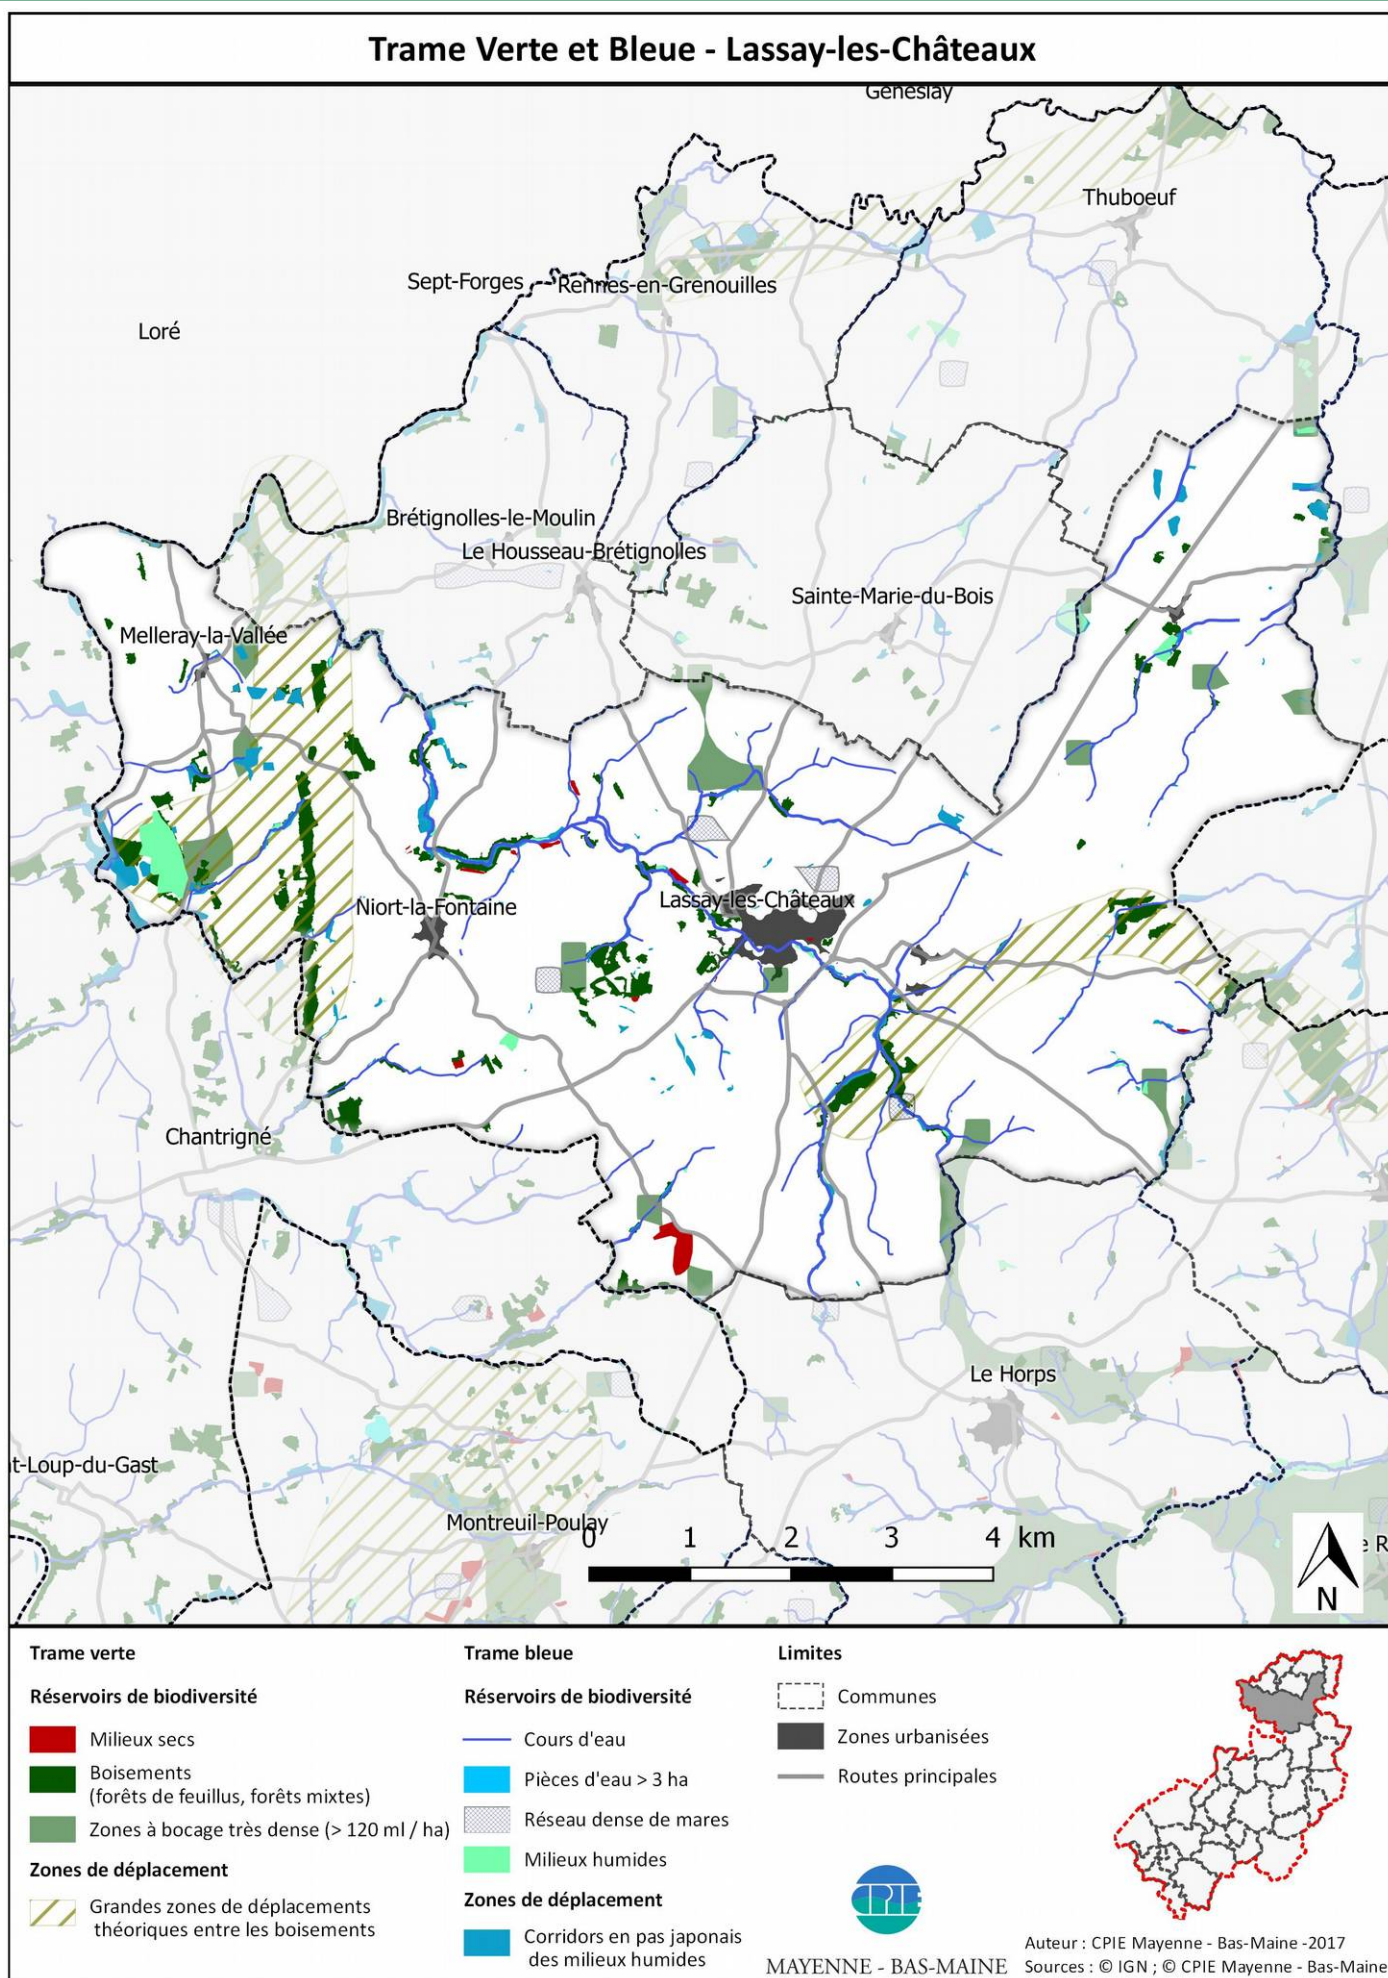 Trame Verte et Bleue - Lassay-les-Châteaux
Geneslay
Thuboeuf
Sept-Forges
Rennes-en-Grenouilles
Loré
Brétignolles-le-Moulin
Le Housseau-Brétignolles
Sainte-Marie-du-Bois
Melleray-la-Vallée
Lassay-les-Châteaux
Niort-la-Fontaine
Chantrigné
Le Horps
t-Loup-du-Gast
Montreuil-Poulay
0 1 2 3 4 km
e R
N
Trame verte
Réservoirs de biodiversité
Milieux secs
Boisements
(forêts de feuillus, forêts mixtes)
Zones à bocage très dense (> 120 ml / ha)
Zones de déplacement
Grandes zones de déplacements
théoriques entre les boisements
Trame bleue
Réservoirs de biodiversité
Cours d'eau
Pièces d'eau > 3 ha
Réseau dense de mares
Milieux humides
Zones de déplacement
Corridors en pas japonais
des milieux humides
Limites
Communes
Zones urbanisées
Routes principales
CPIE
MAYENNE - BAS-MAINE
Auteur : CPIE Mayenne - Bas-Maine -2017
Sources : © IGN ; © CPIE Mayenne - Bas-Maine